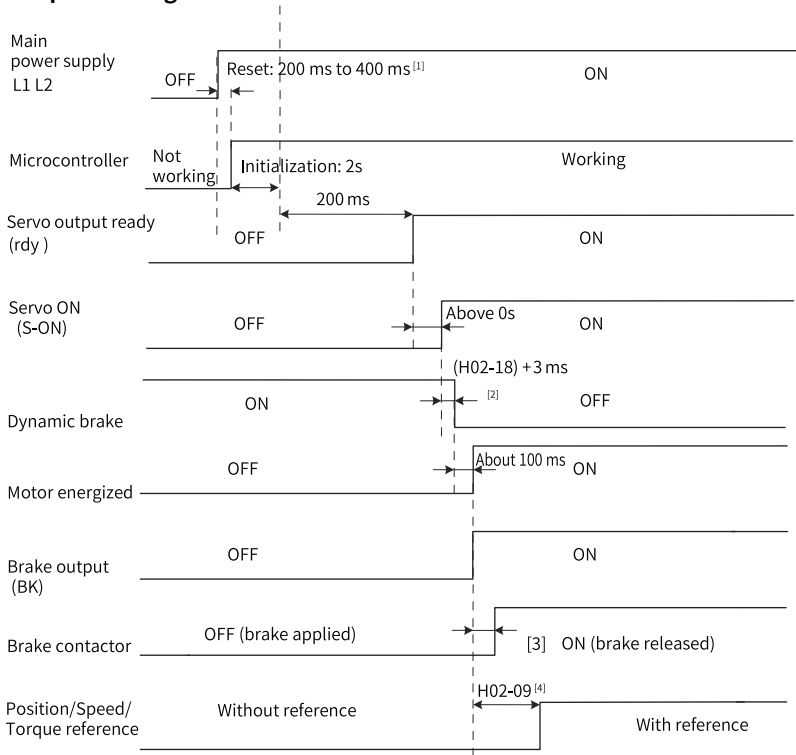 Main
power supply
L1 L2
OFF
Reset: 200 ms to 400 ms [1]
ON
Microcontroller
Not
working
Initialization: 2s
Working
200 ms
Servo output ready
(rdy )
OFF
ON
Servo ON
(S-ON)
OFF
Above 0s
ON
(H02-18) +3 ms
[2]
Dynamic brake
ON
OFF
Motor energized
OFF
About 100 ms
ON
Brake output
(BK)
OFF
ON
Brake contactor
OFF (brake applied)
[3] ON (brake released)
Position/Speed/
Torque reference
Without reference
H02-09 [4]
With reference